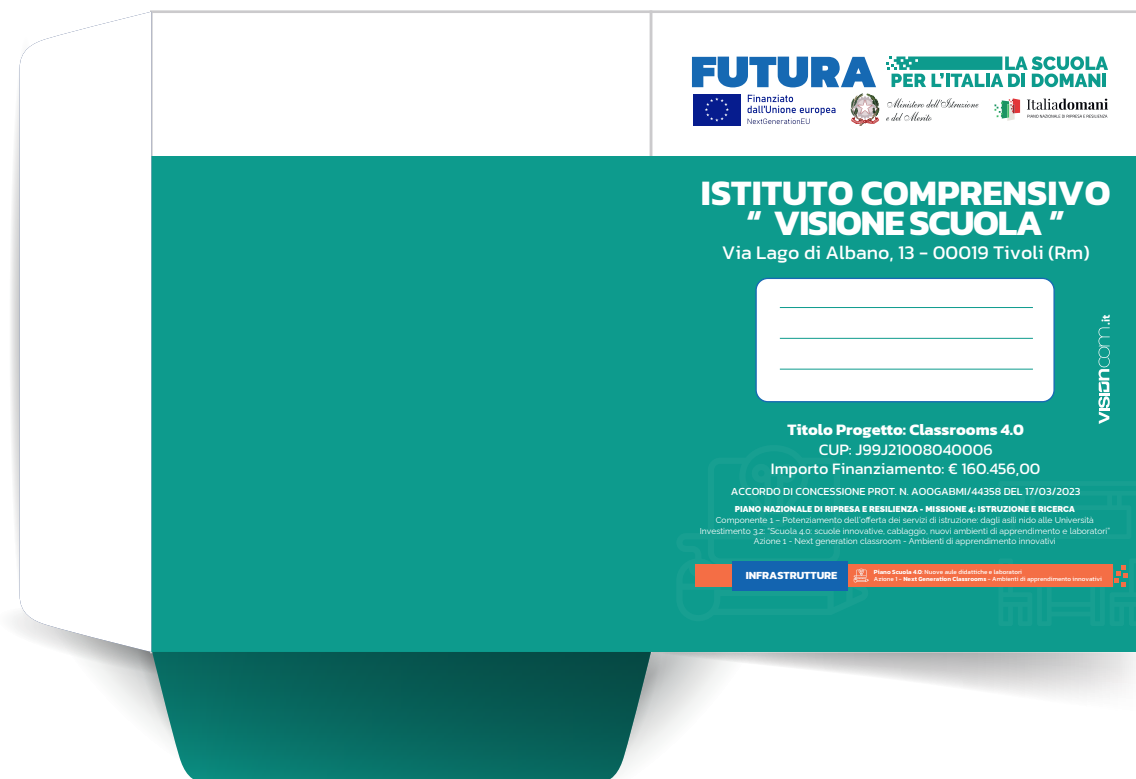 FUTURA
LA SCUOLA
PER L'ITALIA DI DOMANI
Finanziato
dall'Unione europea
NextGenerationEU
Ministero dell'Istruzione
e del Merito
Italiadomani
PIANO NAZIONALE DI RIPRESA E RESILIENZA
ISTITUTO COMPRENSIVO
“ VISIONE SCUOLA ”
Via Lago di Albano, 13 - 00019 Tivoli (Rm)
visioncom.it
Titolo Progetto: Classrooms 4.0
CUP: J99J21008040006
Importo Finanziamento: € 160.456,00
ACCORDO DI CONCESSIONE PROT. N. AOOGABMI/44358 DEL 17/03/2023
PIANO NAZIONALE DI RIPRESA E RESILIENZA - MISSIONE 4: ISTRUZIONE E RICERCA
Componente 1 – Potenziamento dell'offerta dei servizi di istruzione: dagli asili nido alle Università
Investimento 3.2: "Scuola 4.0: scuole innovative, cablaggio, nuovi ambienti di apprendimento e laboratori"
Azione 1 - Next generation classroom - Ambienti di apprendimento innovativi
INFRASTRUTTURE
Piano Scuola 4.0: Nuove aule didattiche e laboratori
Azione 1 - Next Generation Classrooms - Ambienti di apprendimento innovativi